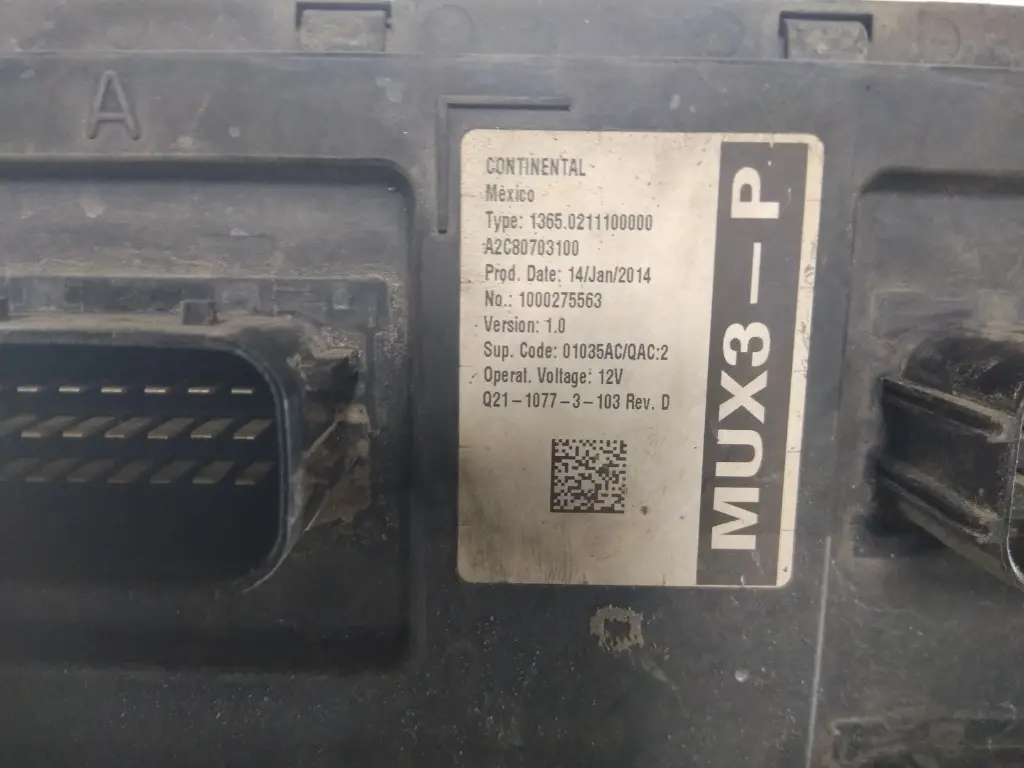 A
CONTINENTAL
México
Type: 1365.0211100000
A2C80703100
Prod. Date: 14/Jan/2014
No.: 1000275563
Version: 1.0
Sup. Code: 01035AC/QAC:2
Operat. Voltage: 12V
Q21-1077-3-103 Rev. D
MUX3-P